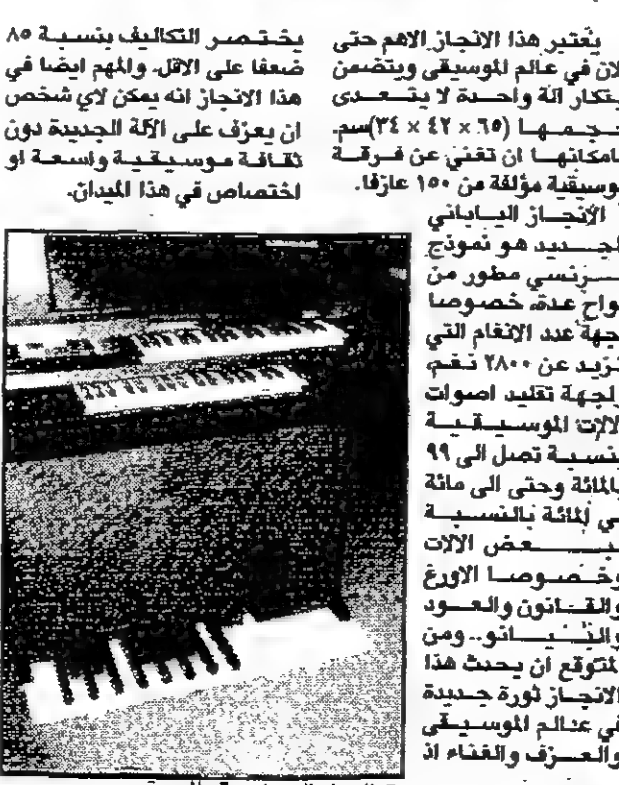 يعتبر هذا الانجاز الاهم حتى
لان في عالم الموسيقى ويتضمن
بتكار الة واحدة لا يتعدى
حجمها (٦٥ × ٤٢ × ٣٤)سم.
بامكانها ان تغني عن فرقة
موسيقية مؤلفة من ١٥٠ عازفا.
الانجاز الياباني
لجديد هو نموذج
مطور من
نواح عدة، خصوصا
لجهة عدد الانغام التي
تزيد عن ٢٨٠٠ نغم،
ولجهة تقليد اصوات
الالات الموسيقية
بنسبة تصل الى ٩٩
بالمائة وحتى الى مائة
في المائة بالنسبة
لبعض الالات
وخصوصا الاورغ
والقانون والعود
والبيانو.. ومن
المتوقع ان يحدث هذا
الانجاز ثورة جديدة
في عالم الموسيقى
والعزف والغناء اذ
يختصر التكاليف بنسبة ٨٥
ضعفا على الاقل. والمهم ايضا في
هذا الانجاز انه يمكن لاي شخص
ان يعزف على الآلة الجديدة دون
ثقافة موسيقية واسعة او
اختصاص في هذا الميدان.